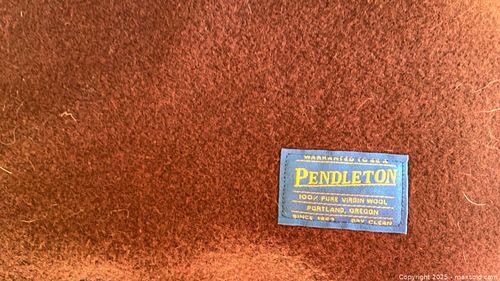 WARRANTED TO BE A
PENDLETON
100% PURE VIRGIN WOOL
PORTLAND, OREGON
SINCE 1863 DRY CLEAN
Copyright 2025 - maxsold.com